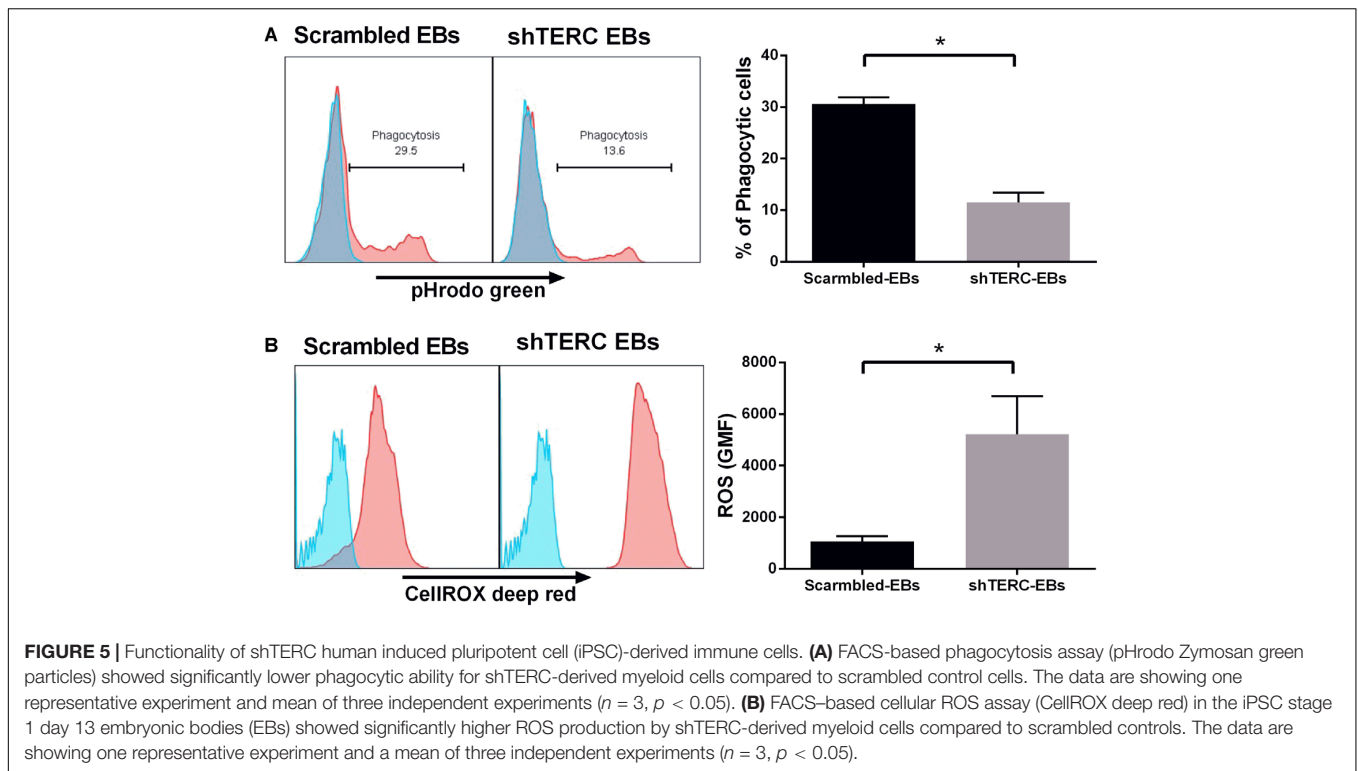 A
Scrambled EBs
shTERC EBs
Phagocytosis
29.5
Phagocytosis
13.6
pHrodo green
*
% of Phagocytic cells
40
30
20
10
0
Scarmbled-EBs
shTERC-EBs
B
Scrambled EBs
shTERC EBs
CellROX deep red
*
ROS (GMF)
8000
6000
4000
2000
0
Scarmbled-EBs
shTERC-EBs
FIGURE 5 | Functionality of shTERC human induced pluripotent cell (iPSC)-derived immune cells. (A) FACS-based phagocytosis assay (pHrodo Zymosan green
particles) showed significantly lower phagocytic ability for shTERC-derived myeloid cells compared to scrambled control cells. The data are showing one
representative experiment and mean of three independent experiments (n = 3, p < 0.05). (B) FACS–based cellular ROS assay (CellROX deep red) in the iPSC stage
1 day 13 embryonic bodies (EBs) showed significantly higher ROS production by shTERC-derived myeloid cells compared to scrambled controls. The data are
showing one representative experiment and a mean of three independent experiments (n = 3, p < 0.05).